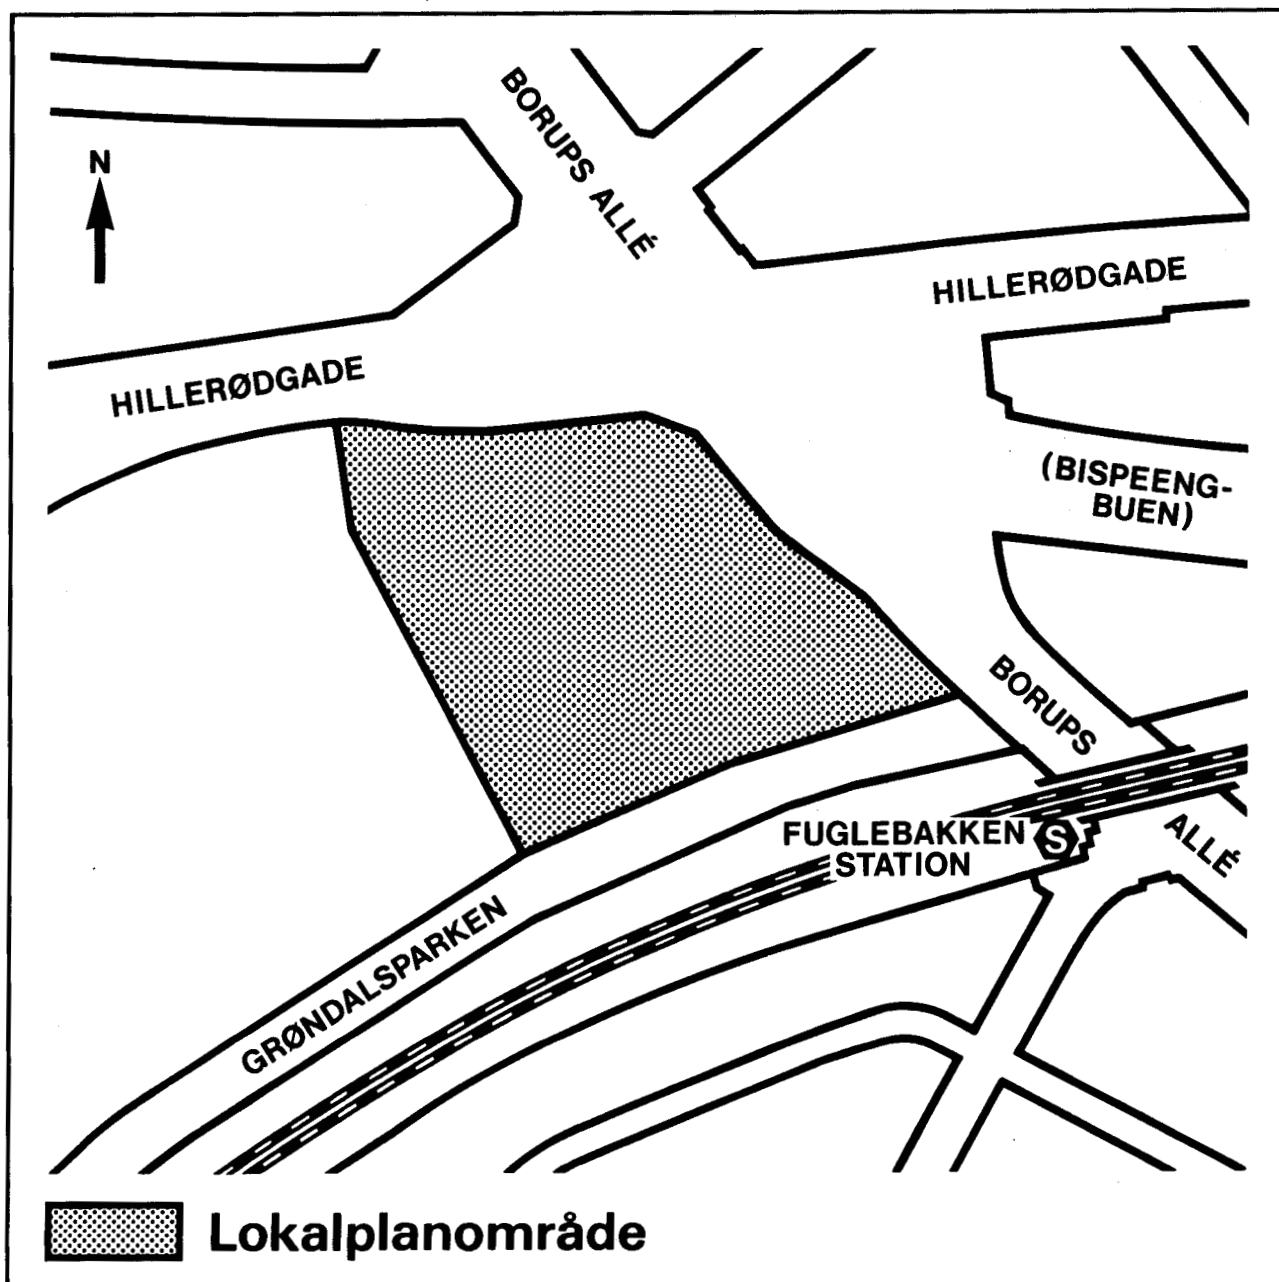 BORUPS ALLÉ
N
HILLERØDGADE
HILLERØDGADE
(BISPEENG-
BUEN)
BORUPS
ALLÉ
FUGLEBAKKEN
STATION
S
GRØNDALSPARKEN
Lokalplanområde